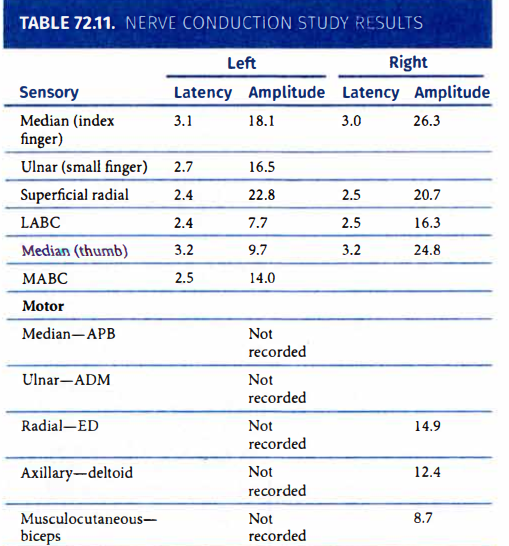 TABLE 72.11. NERVE CONDUCTION STUDY RESULTS
Left Right
Sensory Latency Amplitude Latency Amplitude
Median (index 3.1 18.1 3.0 26.3
finger)
Ulnar (small finger) 2.7 16.5
Superficial radial 2.4 22.8 2.5 20.7
LABC 2.4 7.7 2.5 16.3
Median (thumb) 3.2 9.7 3.2 24.8
MABC 2.5 14.0
Motor
Median—APB Not
recorded
Ulnar—ADM Not
recorded
Radial—ED Not 14.9
recorded
Axillary—deltoid Not 12.4
recorded
Musculocutaneous— Not 8.7
biceps recorded